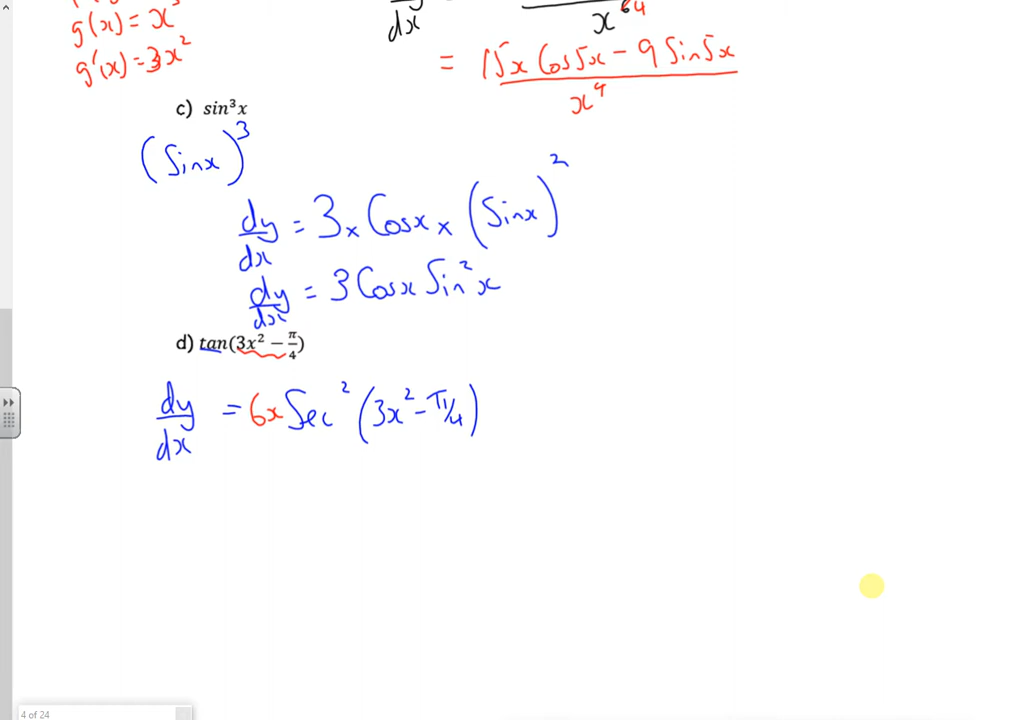 g(x) = x³
g'(x) = 3x²
dy/dx
x⁴
= 15x Cos5x − 9 Sin5x / x⁴
c) sin³x
(Sinx)³
dy/dx = 3 × Cosx × (Sinx)²
dy/dx = 3 Cosx Sin²x
d) tan(3x² − π/4)
dy/dx = 6x Sec² (3x² − π/4)
4 of 24